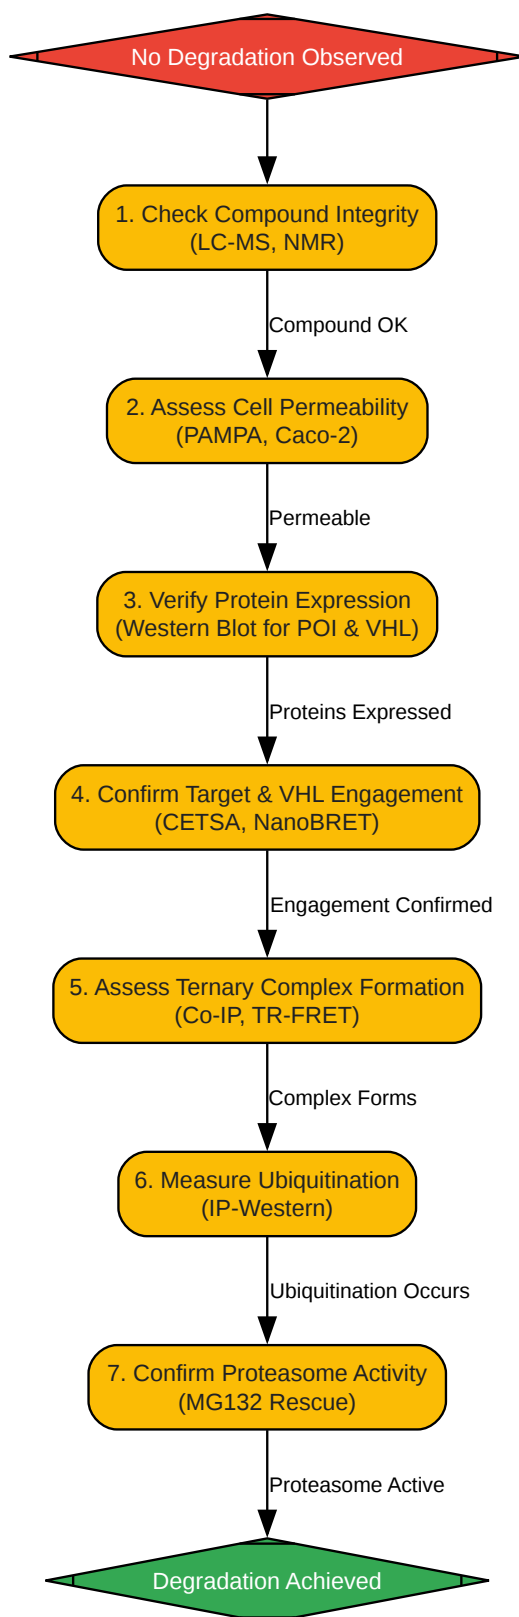 No Degradation Observed
1. Check Compound Integrity
(LC-MS, NMR)
Compound OK
2. Assess Cell Permeability
(PAMPA, Caco-2)
Permeable
3. Verify Protein Expression
(Western Blot for POI & VHL)
Proteins Expressed
4. Confirm Target & VHL Engagement
(CETSA, NanoBRET)
Engagement Confirmed
5. Assess Ternary Complex Formation
(Co-IP, TR-FRET)
Complex Forms
6. Measure Ubiquitination
(IP-Western)
Ubiquitination Occurs
7. Confirm Proteasome Activity
(MG132 Rescue)
Proteasome Active
Degradation Achieved